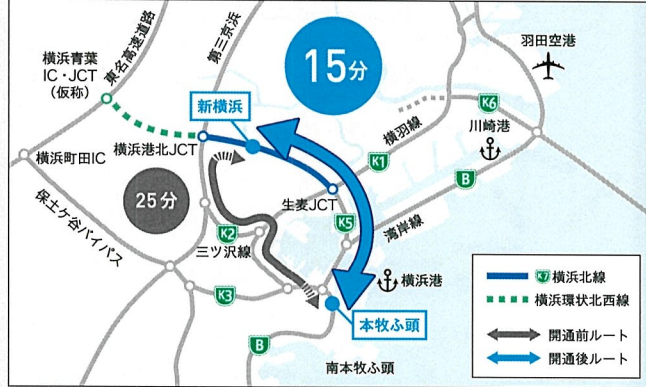 15分
羽田空港
横浜青葉
IC・JCT
(仮称)
東名高速道路
第三京浜
新横浜
K6
横羽線
川崎港
横浜港北JCT
K1
横浜町田IC
B
25分
生麦JCT
K5
湾岸線
保土ケ谷バイパス
K2
三ツ沢線
K3
横浜港
本牧ふ頭
B
南本牧ふ頭
K7 横浜北線
横浜環状北西線
開通前ルート
開通後ルート